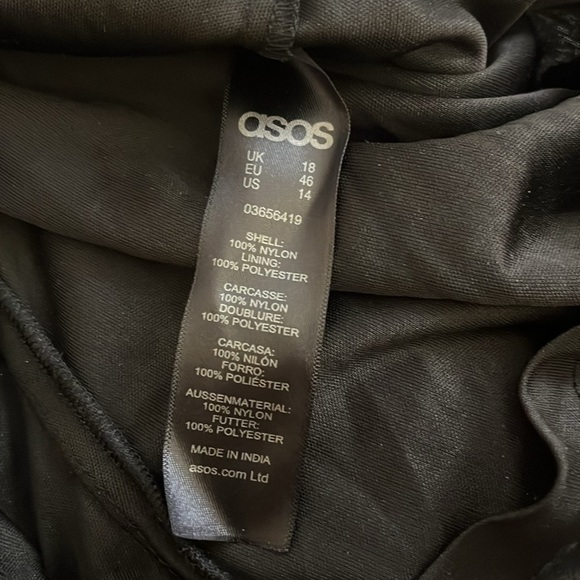 asos
UK 18
EU 46
US 14
03656419
SHELL:
100% NYLON
LINING:
100% POLYESTER
CARCASSE:
100% NYLON
DOUBLURE:
100% POLYESTER
CARCASA:
100% NILÓN
FORRO:
100% POLIÉSTER
AUSSENMATERIAL:
100% NYLON
FUTTER:
100% POLYESTER
MADE IN INDIA
asos.com Ltd